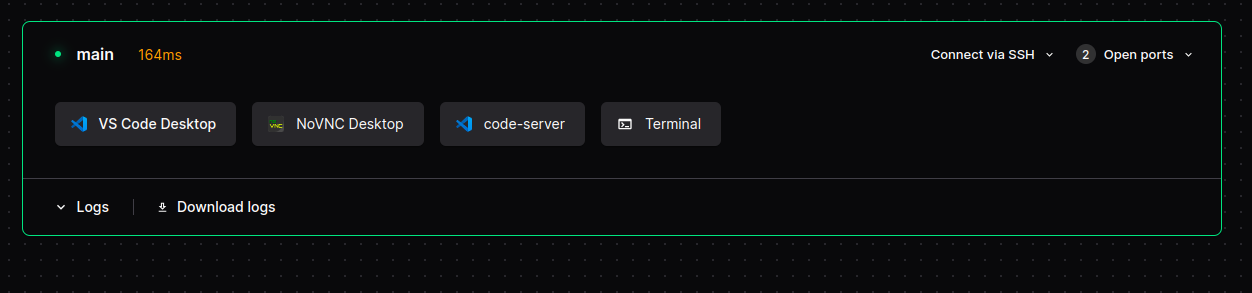 main 164ms Connect via SSH 2 Open ports
VS Code Desktop NoVNC Desktop code-server Terminal
Logs Download logs